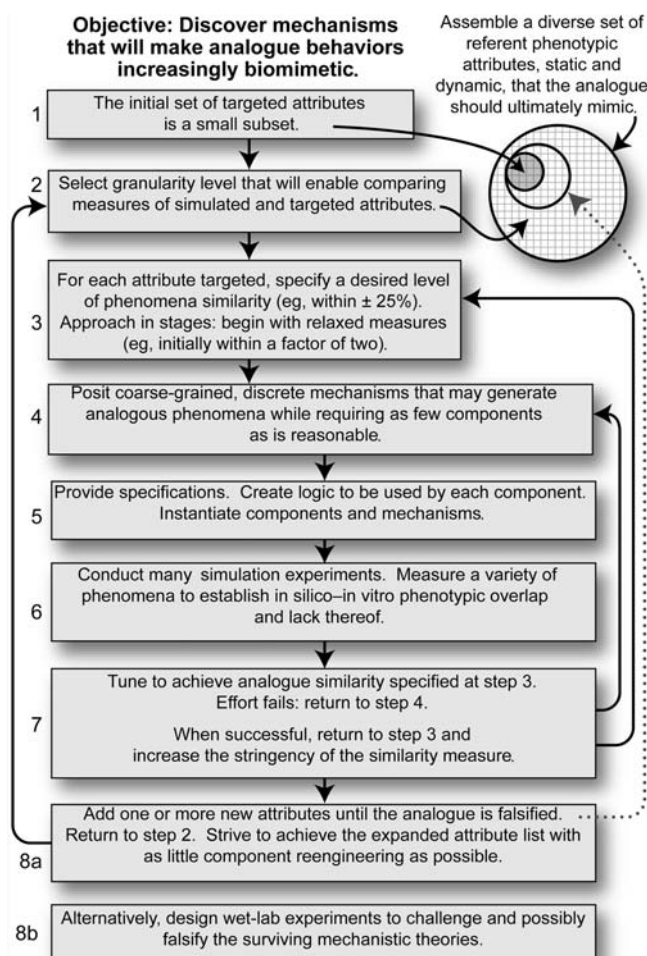 Objective: Discover mechanisms
that will make analogue behaviors
increasingly biomimetic.
Assemble a diverse set of
referent phenotypic
attributes, static and
dynamic, that the analogue
should ultimately mimic.
1
The initial set of targeted attributes
is a small subset.
2
Select granularity level that will enable comparing
measures of simulated and targeted attributes.
3
For each attribute targeted, specify a desired level
of phenomena similarity (eg, within ± 25%).
Approach in stages: begin with relaxed measures
(eg, initially within a factor of two).
4
Posit coarse-grained, discrete mechanisms that may generate
analogous phenomena while requiring as few components
as is reasonable.
5
Provide specifications. Create logic to be used by each component.
Instantiate components and mechanisms.
6
Conduct many simulation experiments. Measure a variety of
phenomena to establish in silico–in vitro phenotypic overlap
and lack thereof.
7
Tune to achieve analogue similarity specified at step 3.
Effort fails: return to step 4.
When successful, return to step 3 and
increase the stringency of the similarity measure.
8a
Add one or more new attributes until the analogue is falsified.
Return to step 2. Strive to achieve the expanded attribute list with
as little component reengineering as possible.
8b
Alternatively, design wet-lab experiments to challenge and possibly
falsify the surviving mechanistic theories.